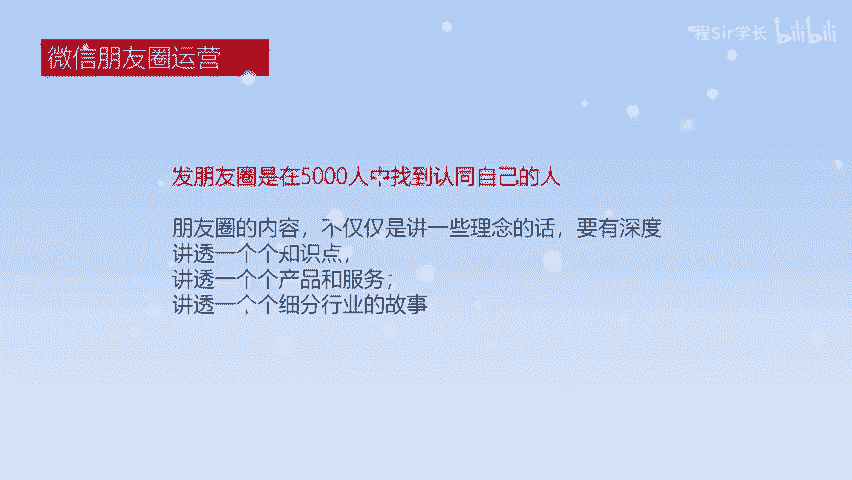 程Sir学长 bilibili
微信朋友圈运营
发朋友圈是在5000人中找到认同自己的人
朋友圈的内容，不仅仅是讲一些理念的话，要有深度
讲透一个个知识点，
讲透一个个产品和服务；
讲透一个个细分行业的故事